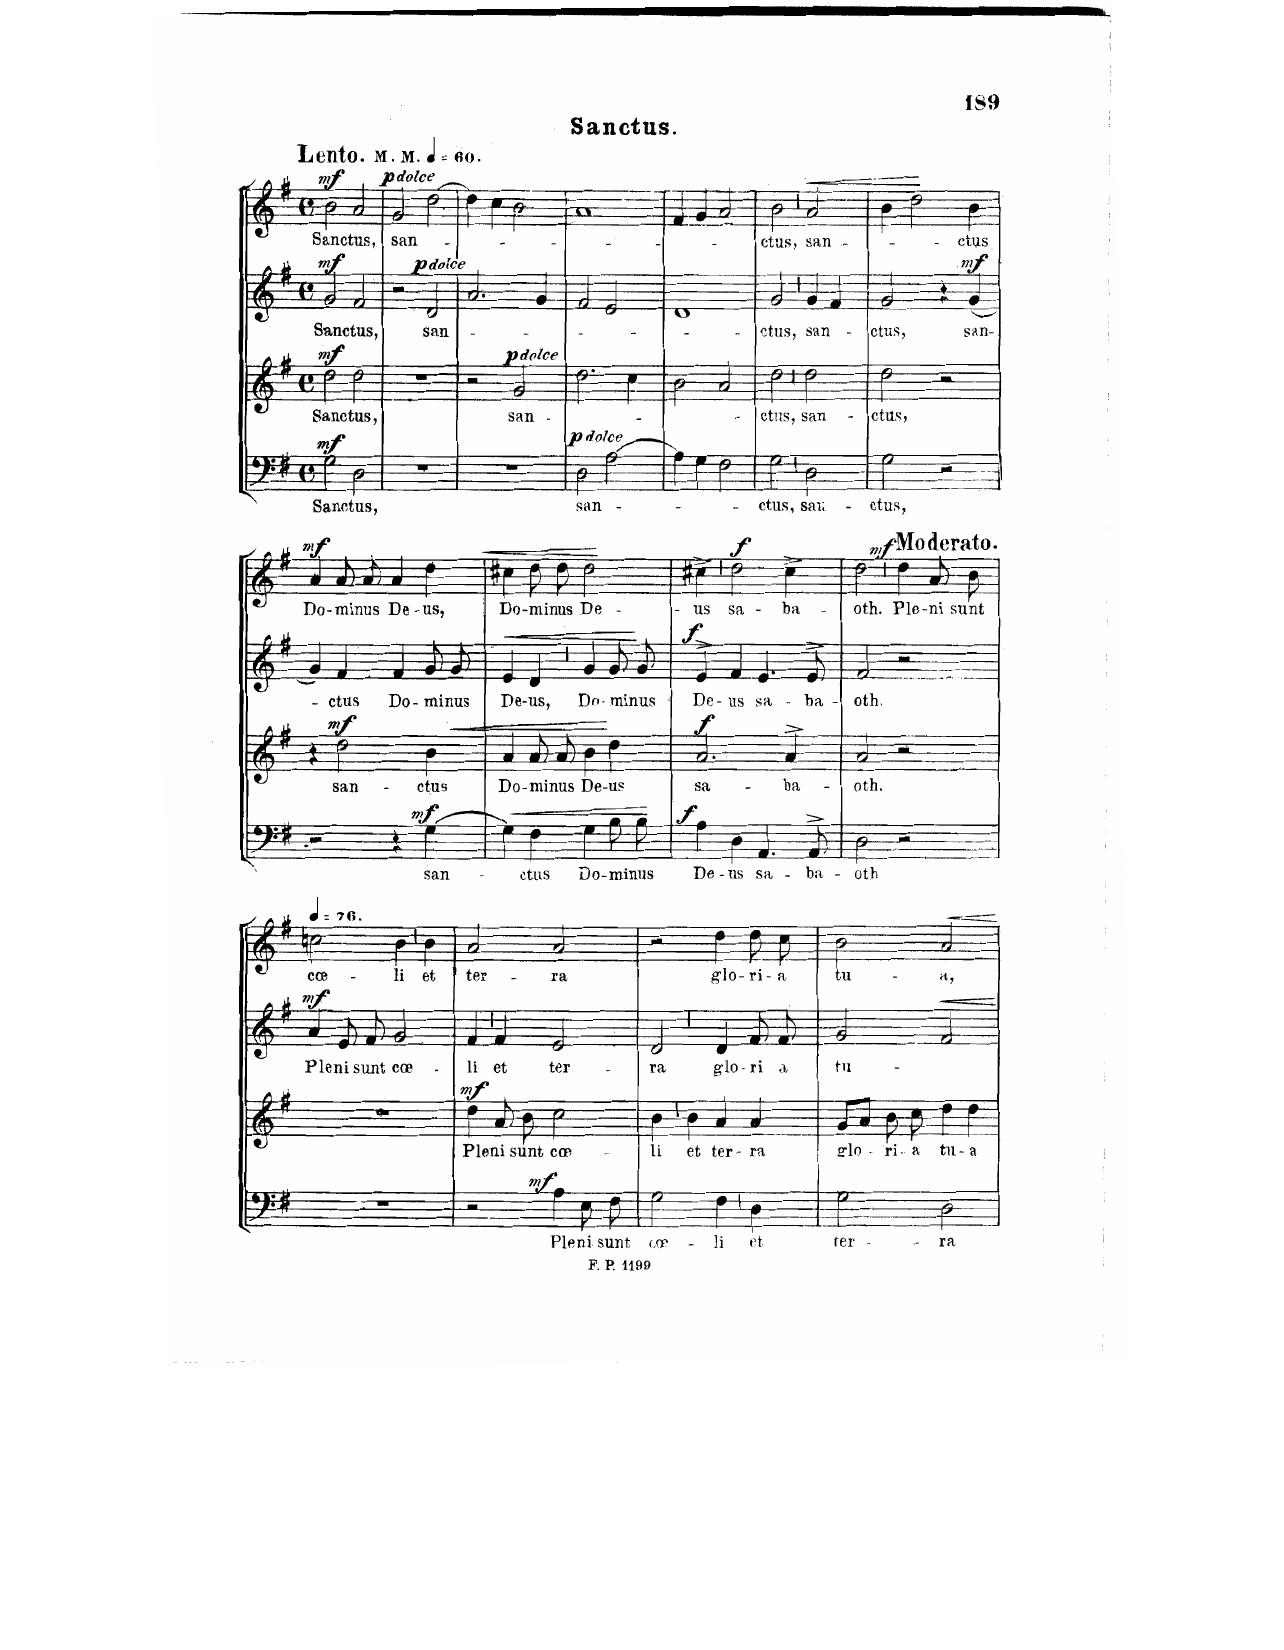 189
Sanctus.
Lento. M. M. ♩ = 60.
mf p dolce
Sanctus, san - - - - - ctus, san - - - ctus
mf p dolce mf
Sanctus, san - - - - - ctus, san - ctus, san-
mf p dolce
Sanctus, san - - - ctus, san - ctus,
mf p dolce
Sanctus, san - - - ctus, san - ctus,
mf f mf Moderato.
Do-minus De-us, Do-minus De - - us sa - ba - oth. Ple-ni sunt
f
- ctus Do-minus De-us, Do-minus De-us sa - ba - oth.
mf f
san - ctus Do-minus De-us sa - ba - oth.
mf f
san - ctus Do-minus De-us sa - ba - oth
♩ = 76.
cœ - li et ter - ra glo-ri-a tu - a,
mf
Pleni sunt cœ - li et ter - ra glo-ri a tu -
mf
Pleni sunt cœ - li et ter-ra glo-ri-a tu-a
mf
Pleni sunt cœ - li et ter - - ra
F. P. 1199